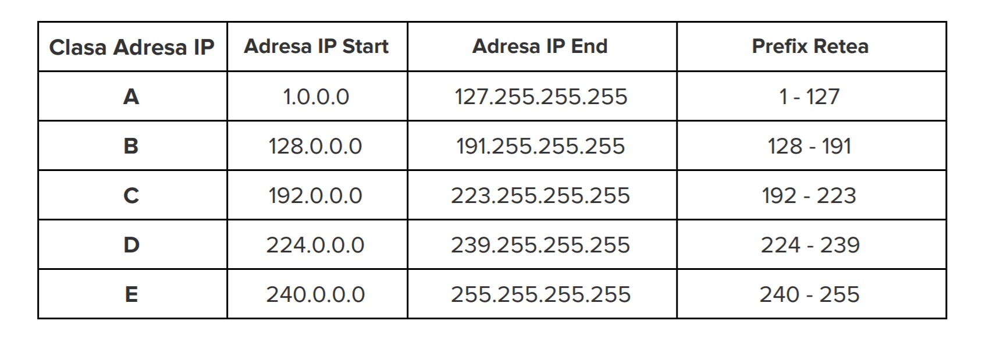 Clasa Adresa IP Adresa IP Start Adresa IP End Prefix Retea
A 1.0.0.0 127.255.255.255 1 - 127
B 128.0.0.0 191.255.255.255 128 - 191
C 192.0.0.0 223.255.255.255 192 - 223
D 224.0.0.0 239.255.255.255 224 - 239
E 240.0.0.0 255.255.255.255 240 - 255